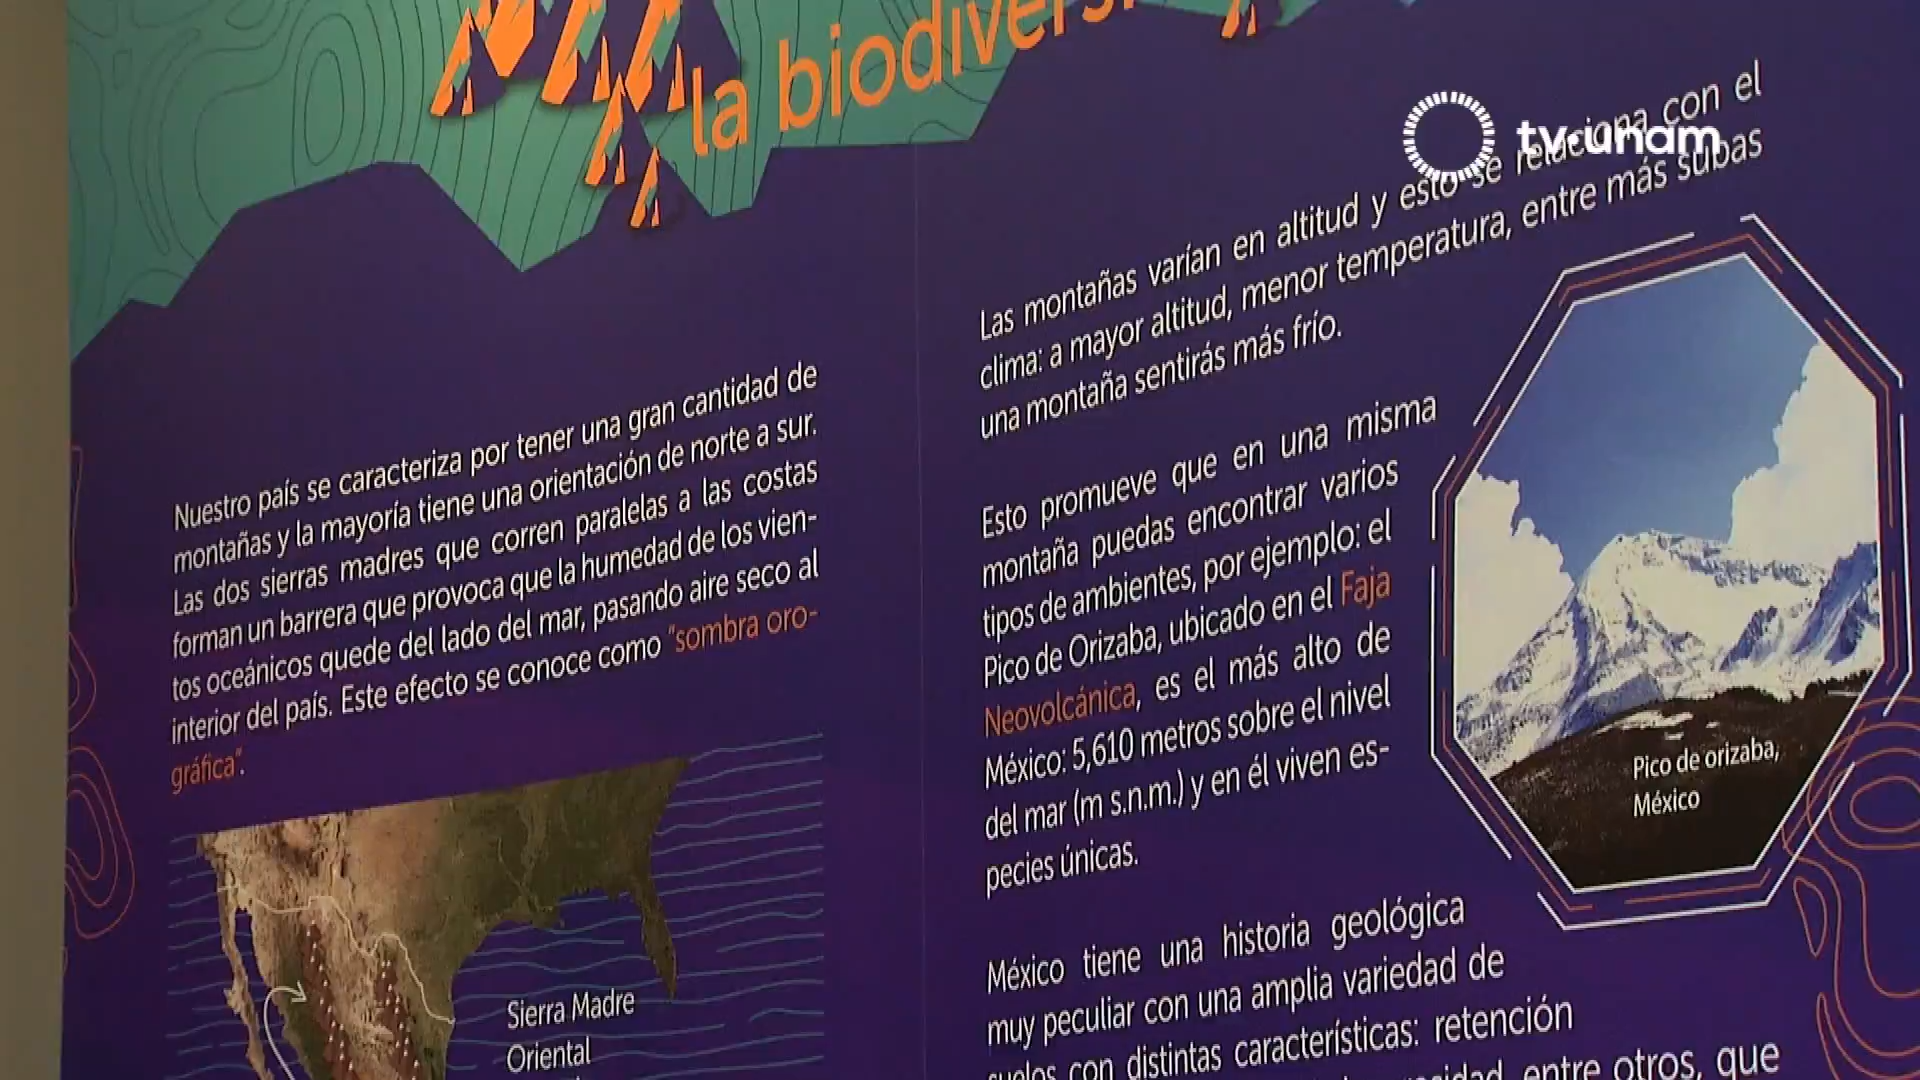 la
tv·unam
Nuestro país se caracteriza por tener una gran cantidad de
montañas y la mayoría tiene una orientación de norte a sur.
Las dos sierras madres que corren paralelas a las costas
forman un barrera que provoca que la humedad de los vien-
tos oceánicos quede del lado del mar, pasando aire seco al
interior del país. Este efecto se conoce como "sombra oro-
gráfica".
Sierra Madre
Oriental
Las montañas varían en altitud y esto se relaciona con el
clima: a mayor altitud, menor temperatura, entre más subas
una montaña sentirás más frío.
Esto promueve que en una misma
montaña puedas encontrar varios
tipos de ambientes, por ejemplo: el
Pico de Orizaba, ubicado en el Faja
Neovolcánica, es el más alto de
México: 5,610 metros sobre el nivel
del mar (m s.n.m.) y en él viven es-
pecies únicas.
Pico de orizaba,
México
México tiene una historia geológica
muy peculiar con una amplia variedad de
suelos con distintas características: retención
entre otros, que